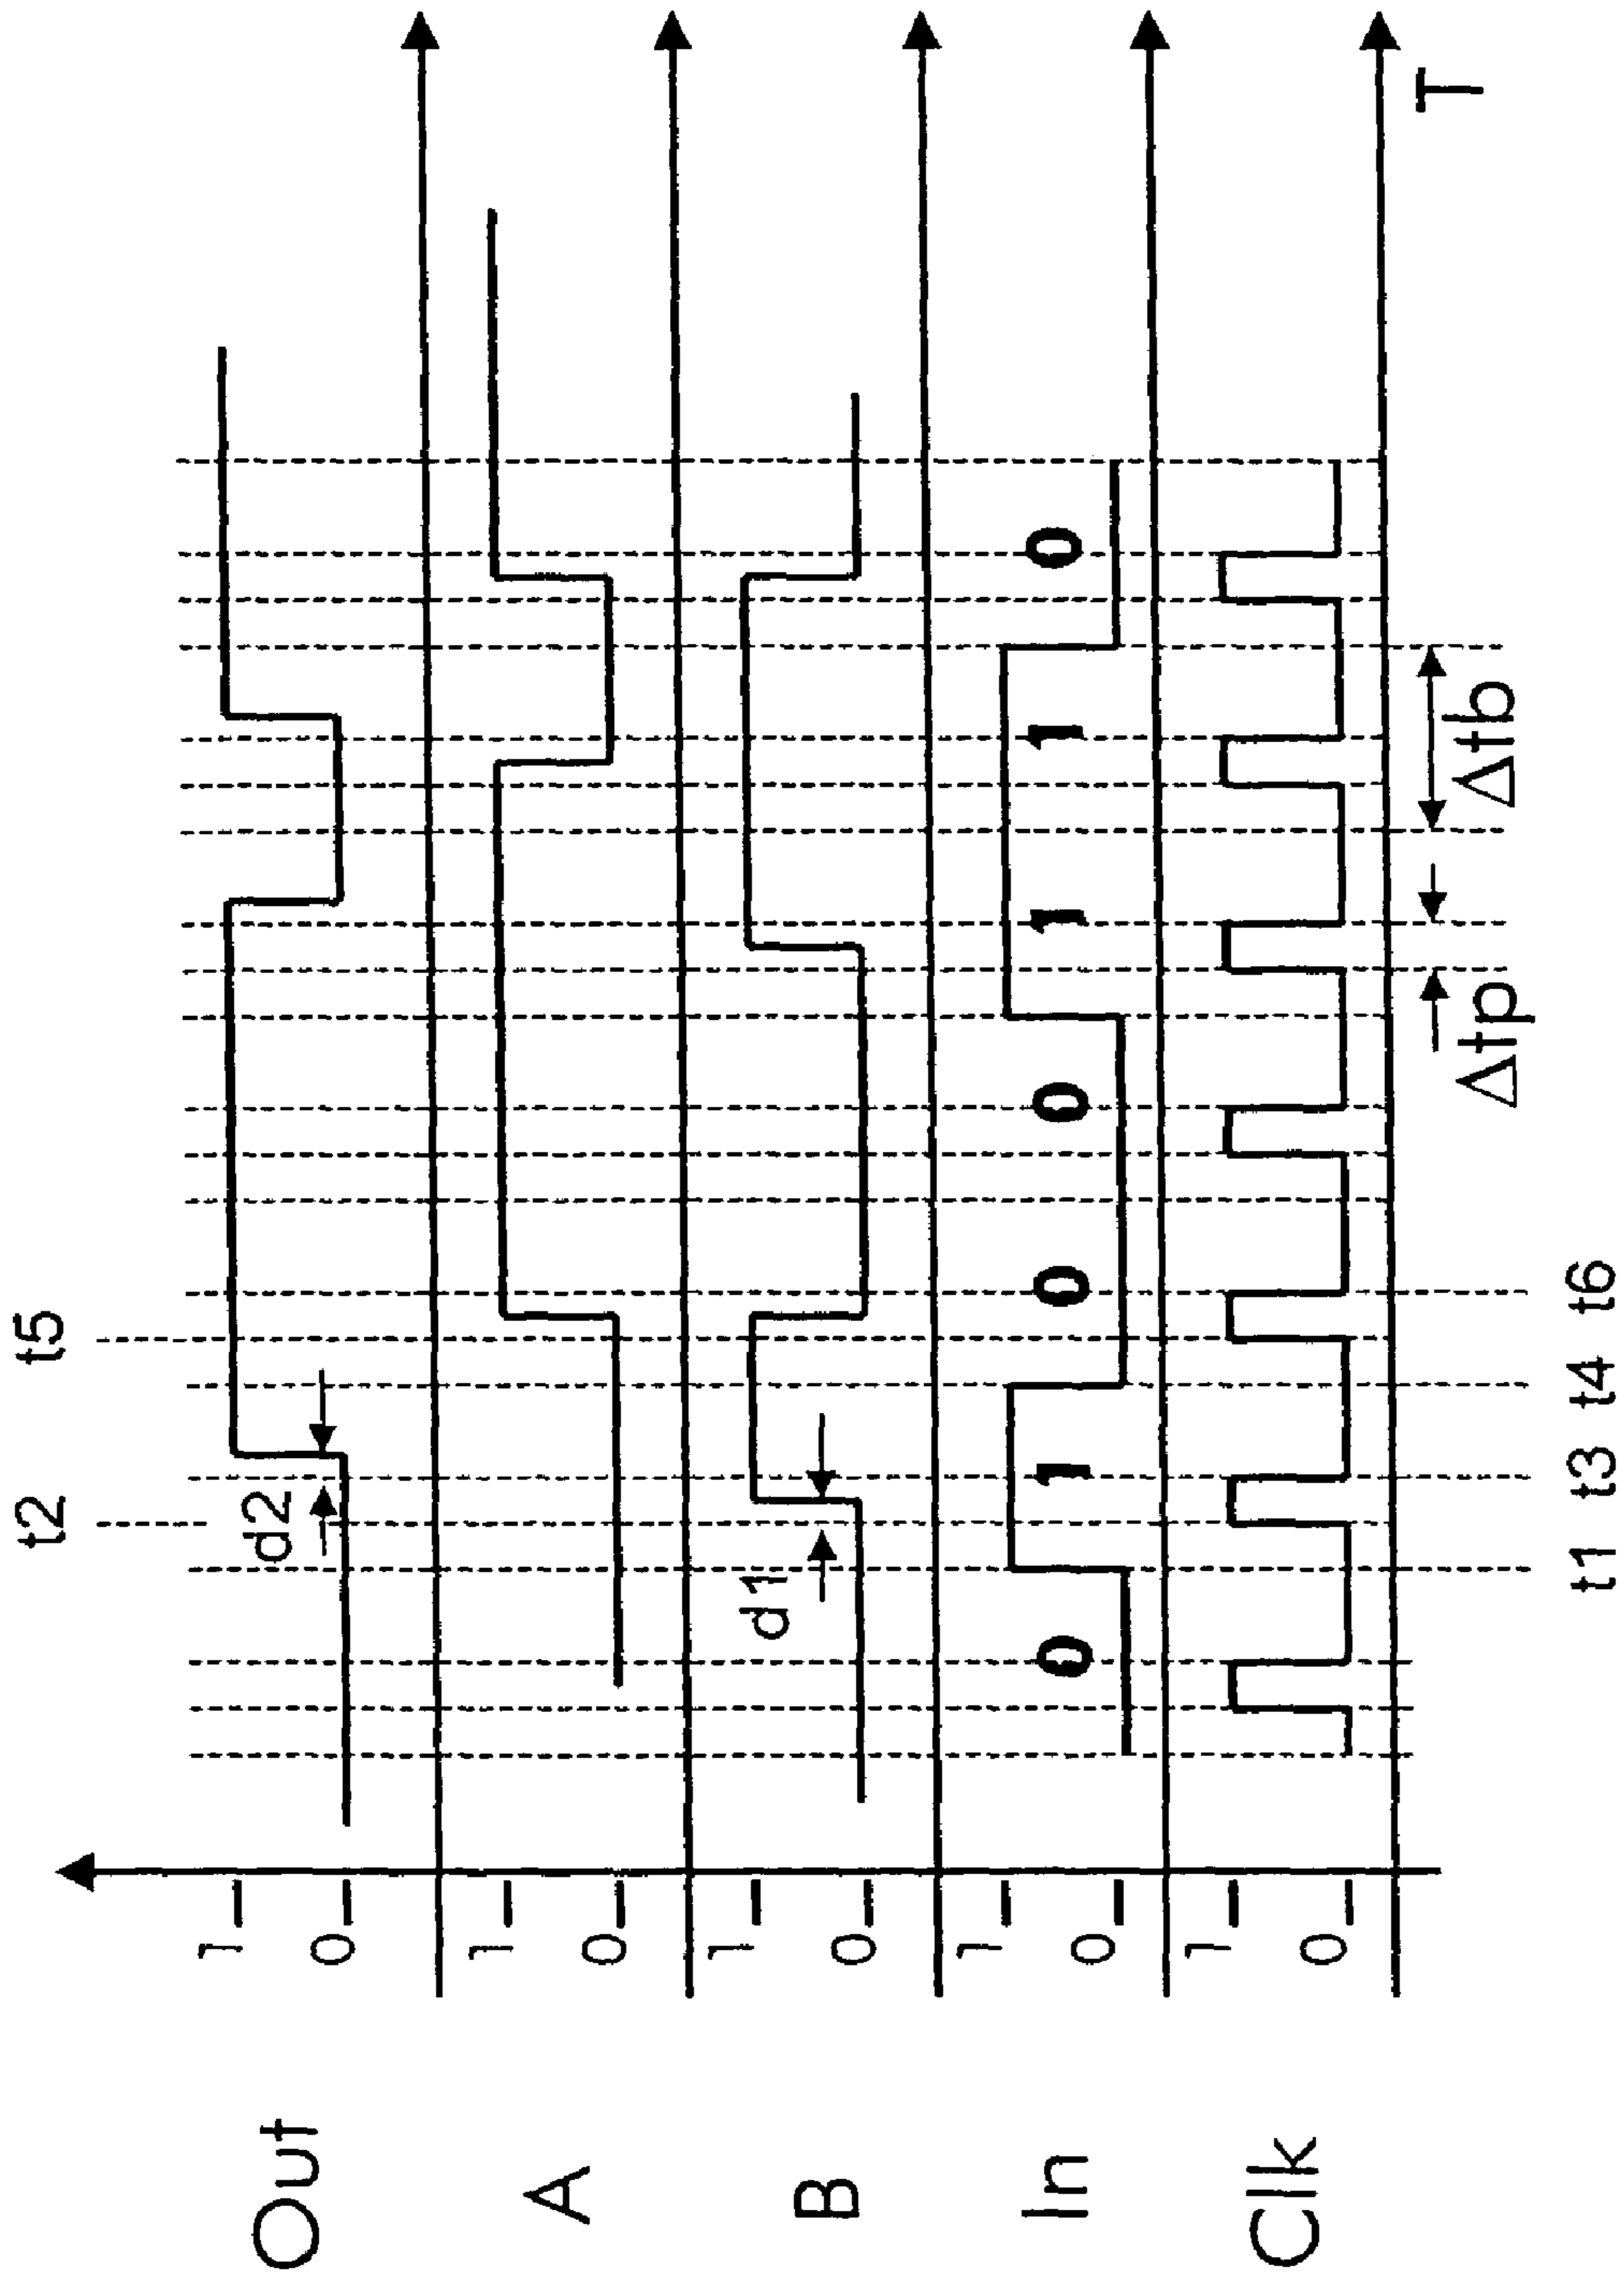 t2 t5
Out 1 0 d2
A 1 0
B 1 0 d1
In 1 0 0 1 0 0 1 1 0
Clk 1 0
T
Δtp Δtb
t1 t3 t4 t6